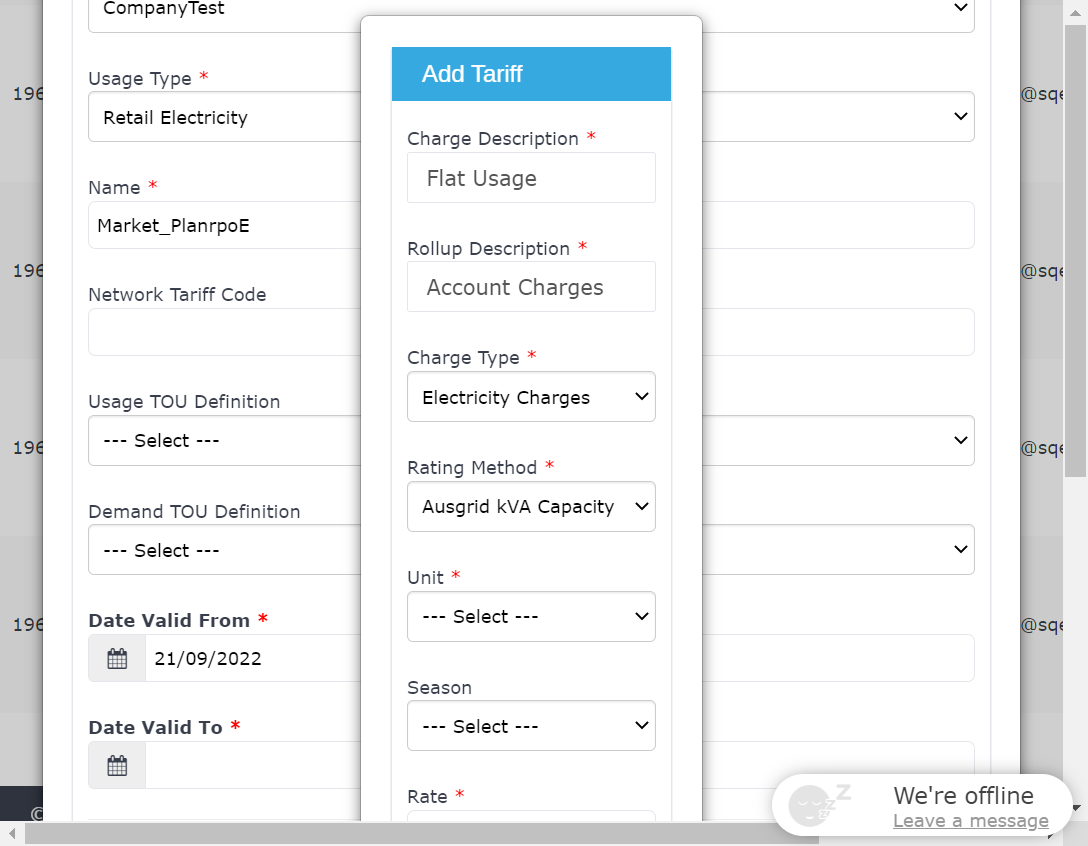 CompanyTest
Usage Type *
Retail Electricity
Name *
Market_PlanrpoE
Network Tariff Code
Usage TOU Definition
--- Select ---
Demand TOU Definition
--- Select ---
Date Valid From *
21/09/2022
Date Valid To *
Add Tariff
Charge Description *
Flat Usage
Rollup Description *
Account Charges
Charge Type *
Electricity Charges
Rating Method *
Ausgrid kVA Capacity
Unit *
--- Select ---
Season
--- Select ---
Rate *
196
196
196
196
@sqe
@sqe
@sqe
@sqe
©
We're offline
Leave a message